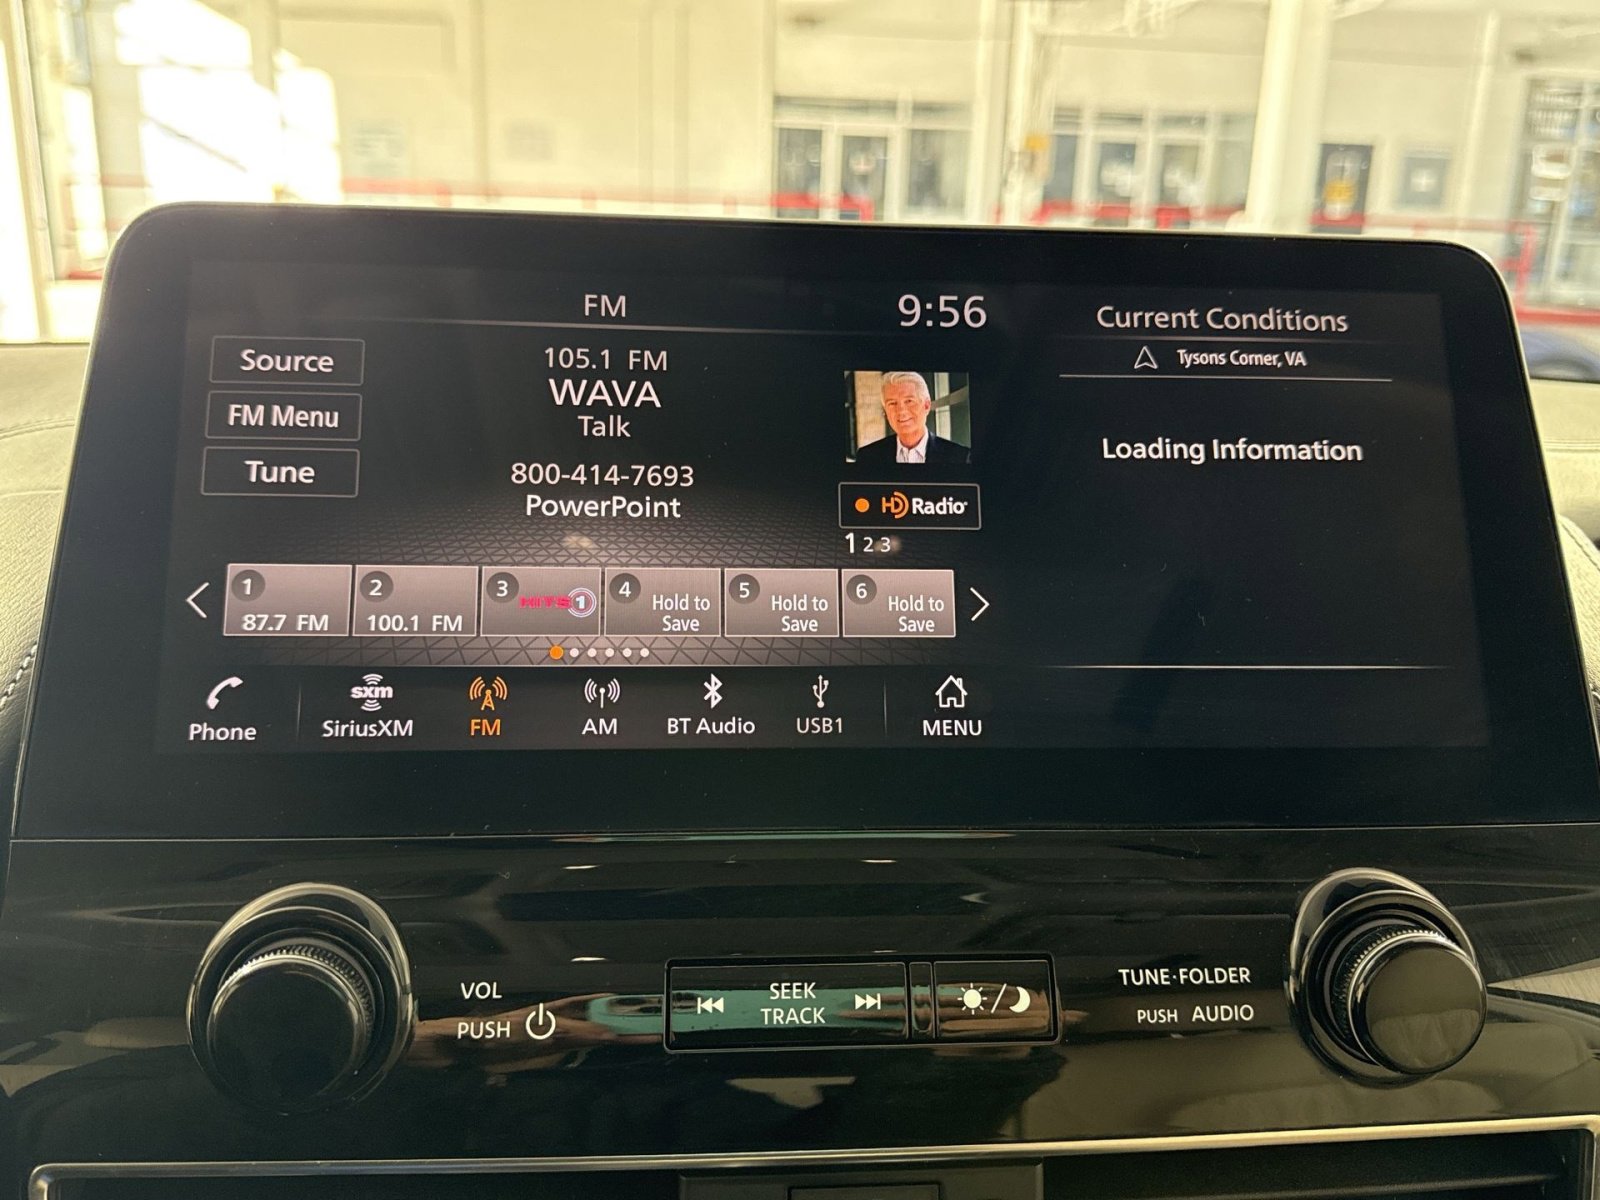 FM
9:56
Current Conditions
Tysons Corner, VA
Loading Information
Source
FM Menu
Tune
105.1 FM
WAVA
Talk
800-414-7693
PowerPoint
HD Radio
1 2 3
1
87.7 FM
2
100.1 FM
3
HITS 1
4
Hold to
Save
5
Hold to
Save
6
Hold to
Save
Phone
sxm
SiriusXM
FM
AM
BT Audio
USB1
MENU
VOL
PUSH
SEEK
TRACK
TUNE·FOLDER
PUSH AUDIO